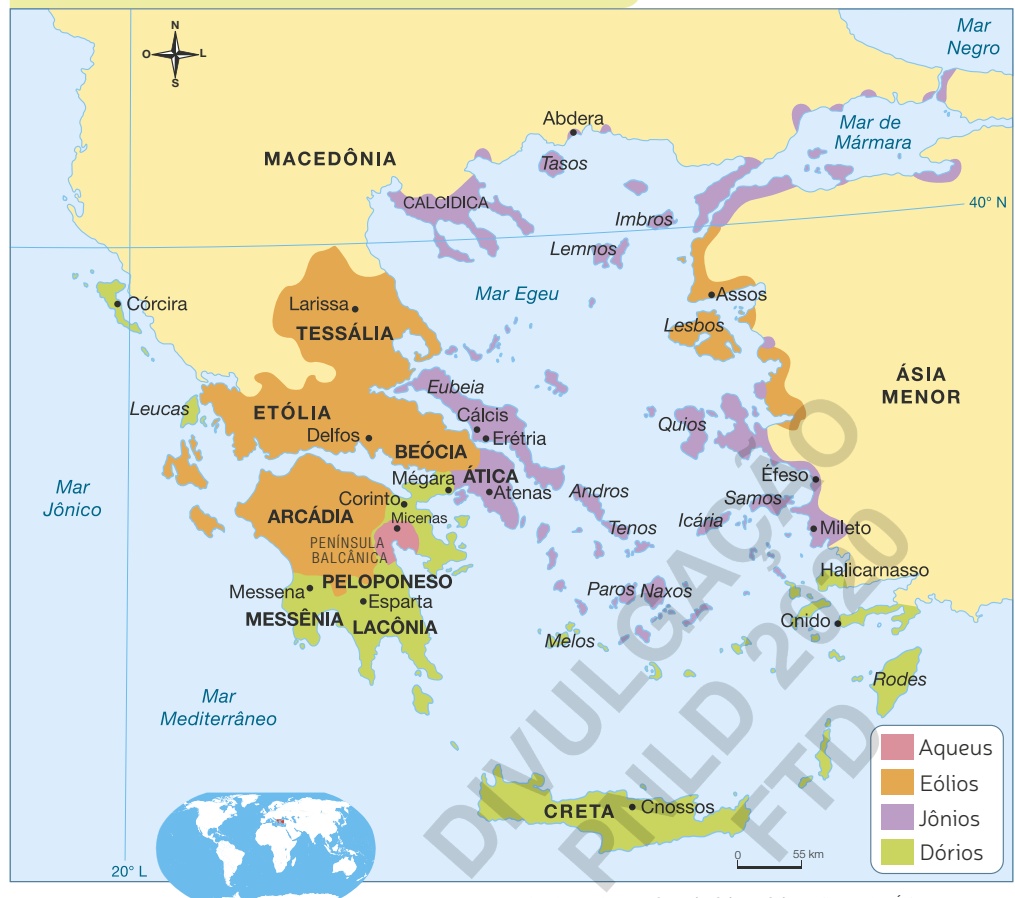 N
O
L
S
Mar
Negro
Abdera
Mar de
Mármara
MACEDÔNIA
Tasos
CALCIDICA
40° N
Imbros
Lemnos
Mar Egeu
Assos
Córcira
Larissa
TESSÁLIA
Lesbos
ÁSIA
MENOR
Eubeia
Leucas
ETÓLIA
Cálcis
Quios
Delfos
Erétria
BEÓCIA
Mégara
ÁTICA
Éfeso
Mar
Jônico
Corinto
Atenas
Andros
Samos
ARCÁDIA
Micenas
Tenos
Icária
Mileto
PENÍNSULA
BALCÂNICA
Halicarnasso
PELOPONESO
Messena
Esparta
Paros
Naxos
MESSÊNIA
LACÔNIA
Cnido
Melos
Rodes
Mar
Mediterrâneo
Aqueus
Eólios
Jônios
Dórios
CRETA
Cnossos
0
55 km
20° L
DIVULGAÇÃO
PNLD 2020
FTD